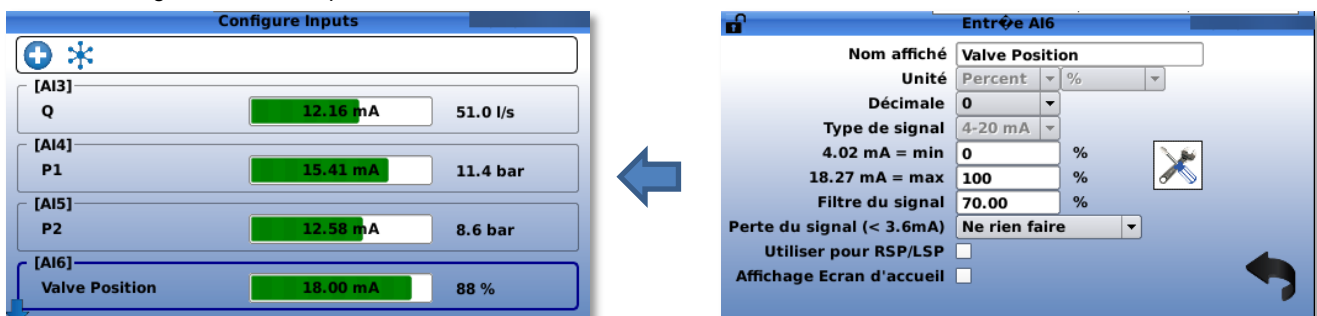 Configure Inputs
[AI3]
Q 12.16 mA 51.0 l/s
[AI4]
P1 15.41 mA 11.4 bar
[AI5]
P2 12.58 mA 8.6 bar
[AI6]
Valve Position 18.00 mA 88 %
Entr�e AI6
Nom affiché Valve Position
Unité Percent %
Décimale 0
Type de signal 4-20 mA
4.02 mA = min 0 %
18.27 mA = max 100 %
Filtre du signal 70.00 %
Perte du signal (< 3.6mA) Ne rien faire
Utiliser pour RSP/LSP
Affichage Ecran d'accueil